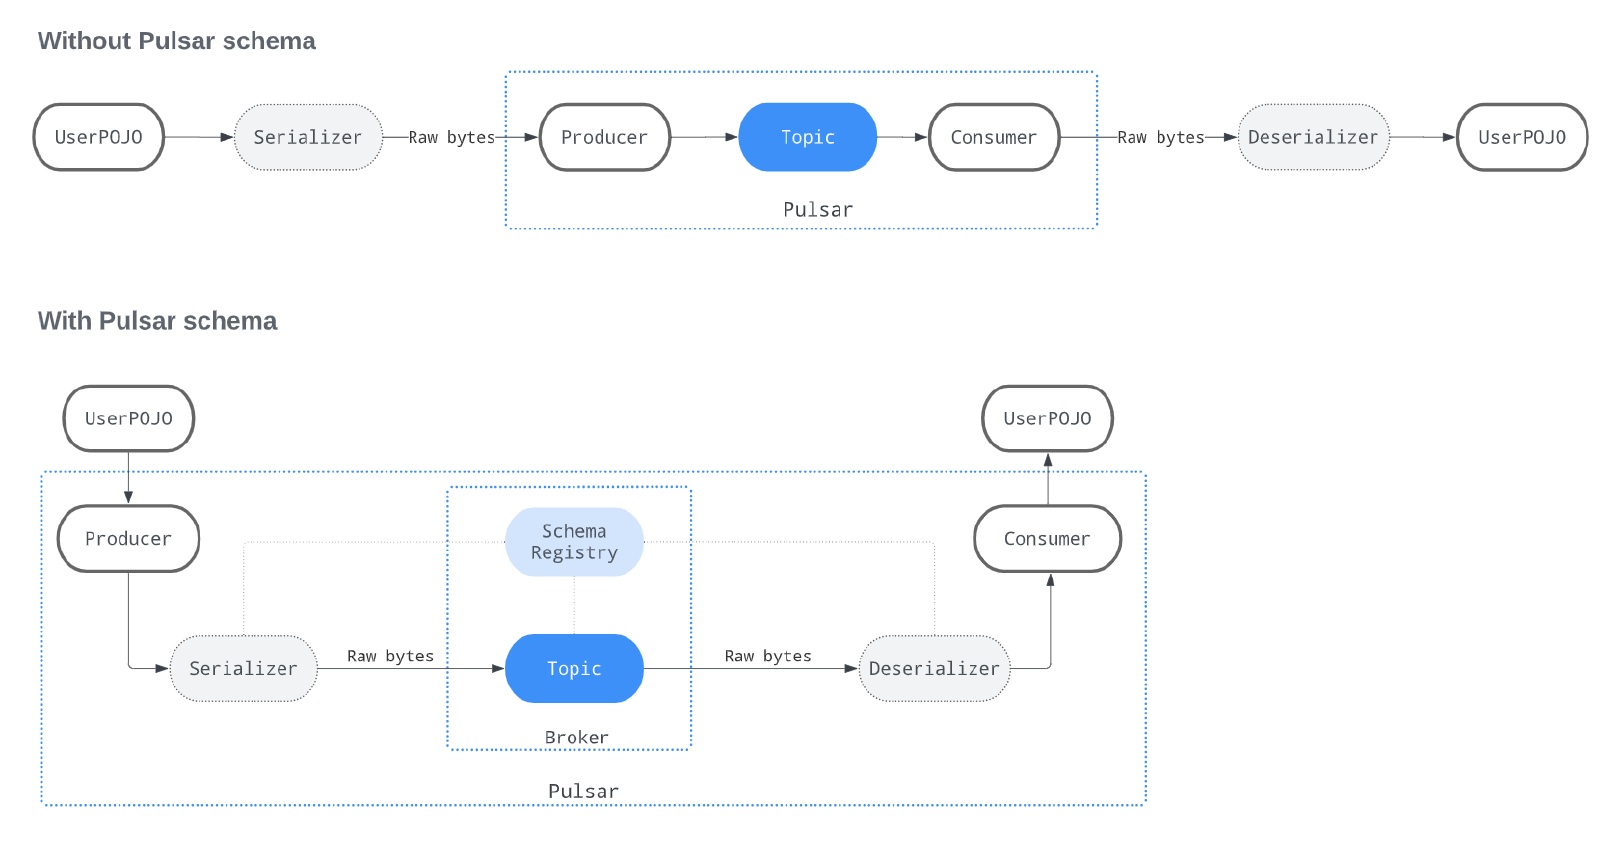 Without Pulsar schema
UserPOJO
Serializer
Raw bytes
Producer
Topic
Consumer
Raw bytes
Deserializer
UserPOJO
Pulsar
With Pulsar schema
UserPOJO
UserPOJO
Producer
Schema
Registry
Consumer
Serializer
Raw bytes
Topic
Raw bytes
Deserializer
Broker
Pulsar